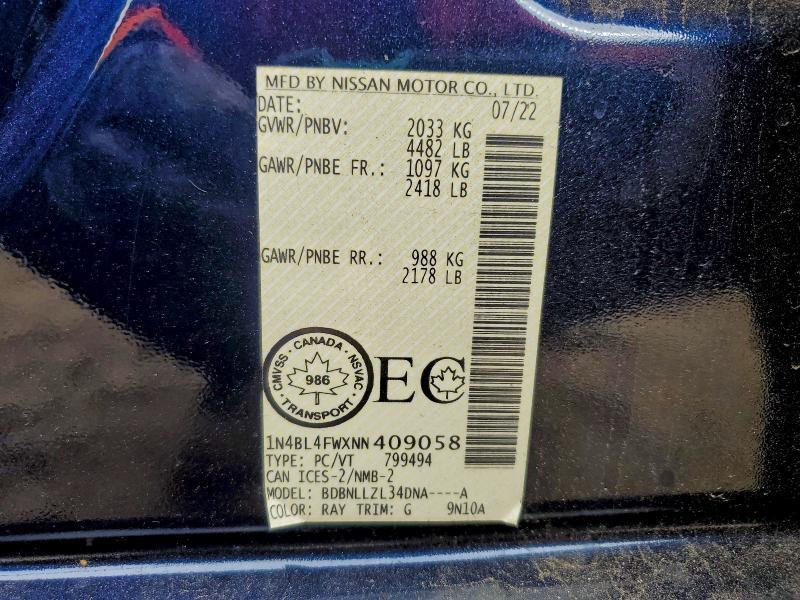 MFD BY NISSAN MOTOR CO., LTD.
DATE: 07/22
GVWR/PNBV: 2033 KG
4482 LB
GAWR/PNBE FR.: 1097 KG
2418 LB
GAWR/PNBE RR.: 988 KG
2178 LB
CMVSS · CANADA · NSVAC
986
· TRANSPORT ·
EC
1N4BL4FWXNN409058
TYPE: PC/VT 799494
CAN ICES-2/NMB-2
MODEL: BDBNLLZL34DNA----A
COLOR: RAY TRIM: G 9N10A